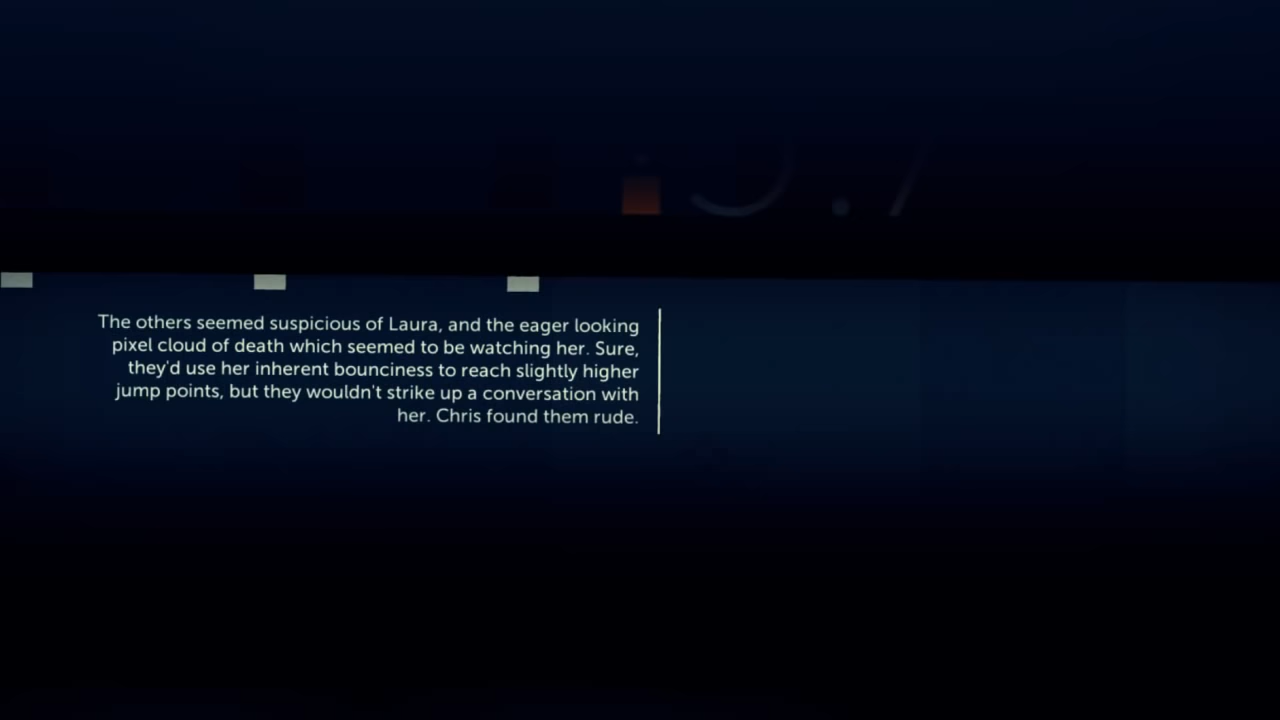 The others seemed suspicious of Laura, and the eager looking
pixel cloud of death which seemed to be watching her. Sure,
they'd use her inherent bounciness to reach slightly higher
jump points, but they wouldn't strike up a conversation with
her. Chris found them rude.